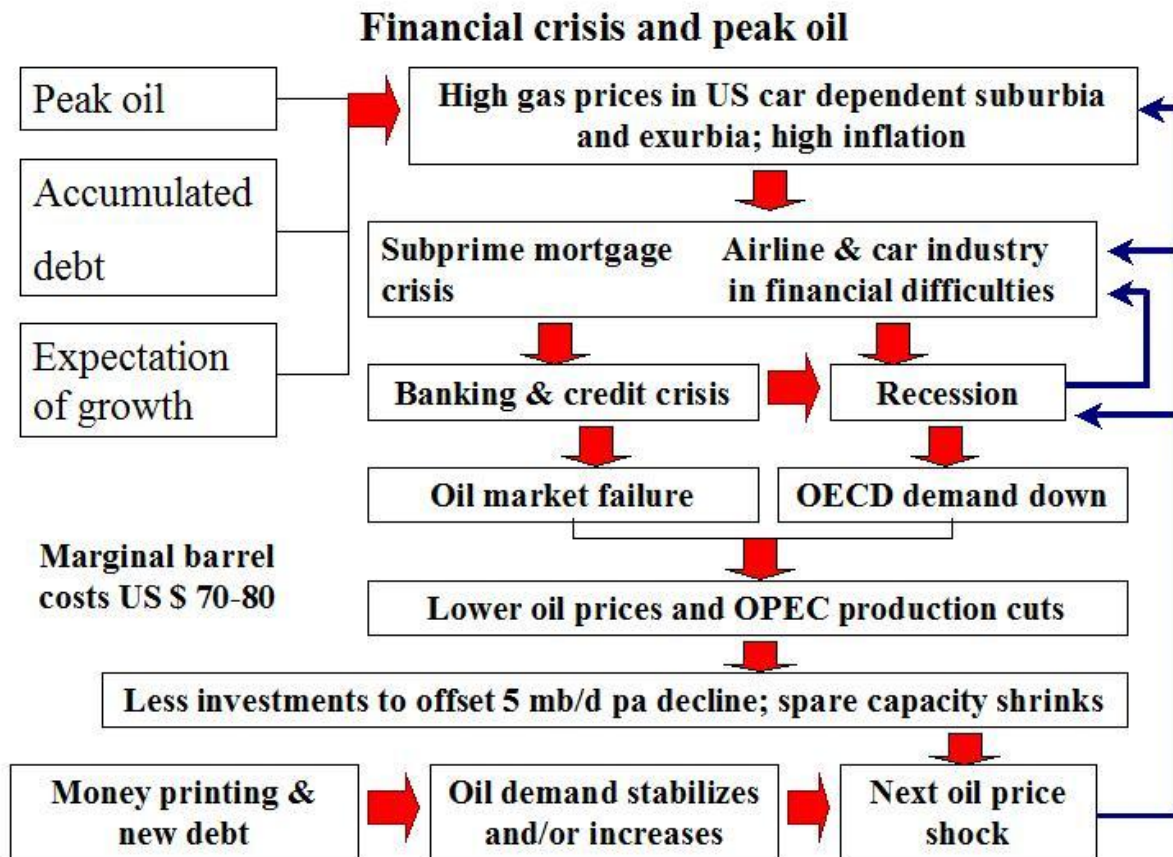 Financial crisis and peak oil
Peak oil
High gas prices in US car dependent suburbia
and exurbia; high inflation
Accumulated
debt
Subprime mortgage
crisis
Airline & car industry
in financial difficulties
Expectation
of growth
Banking & credit crisis
Recession
Oil market failure
OECD demand down
Marginal barrel
costs US $ 70-80
Lower oil prices and OPEC production cuts
Less investments to offset 5 mb/d pa decline; spare capacity shrinks
Money printing &
new debt
Oil demand stabilizes
and/or increases
Next oil price
shock